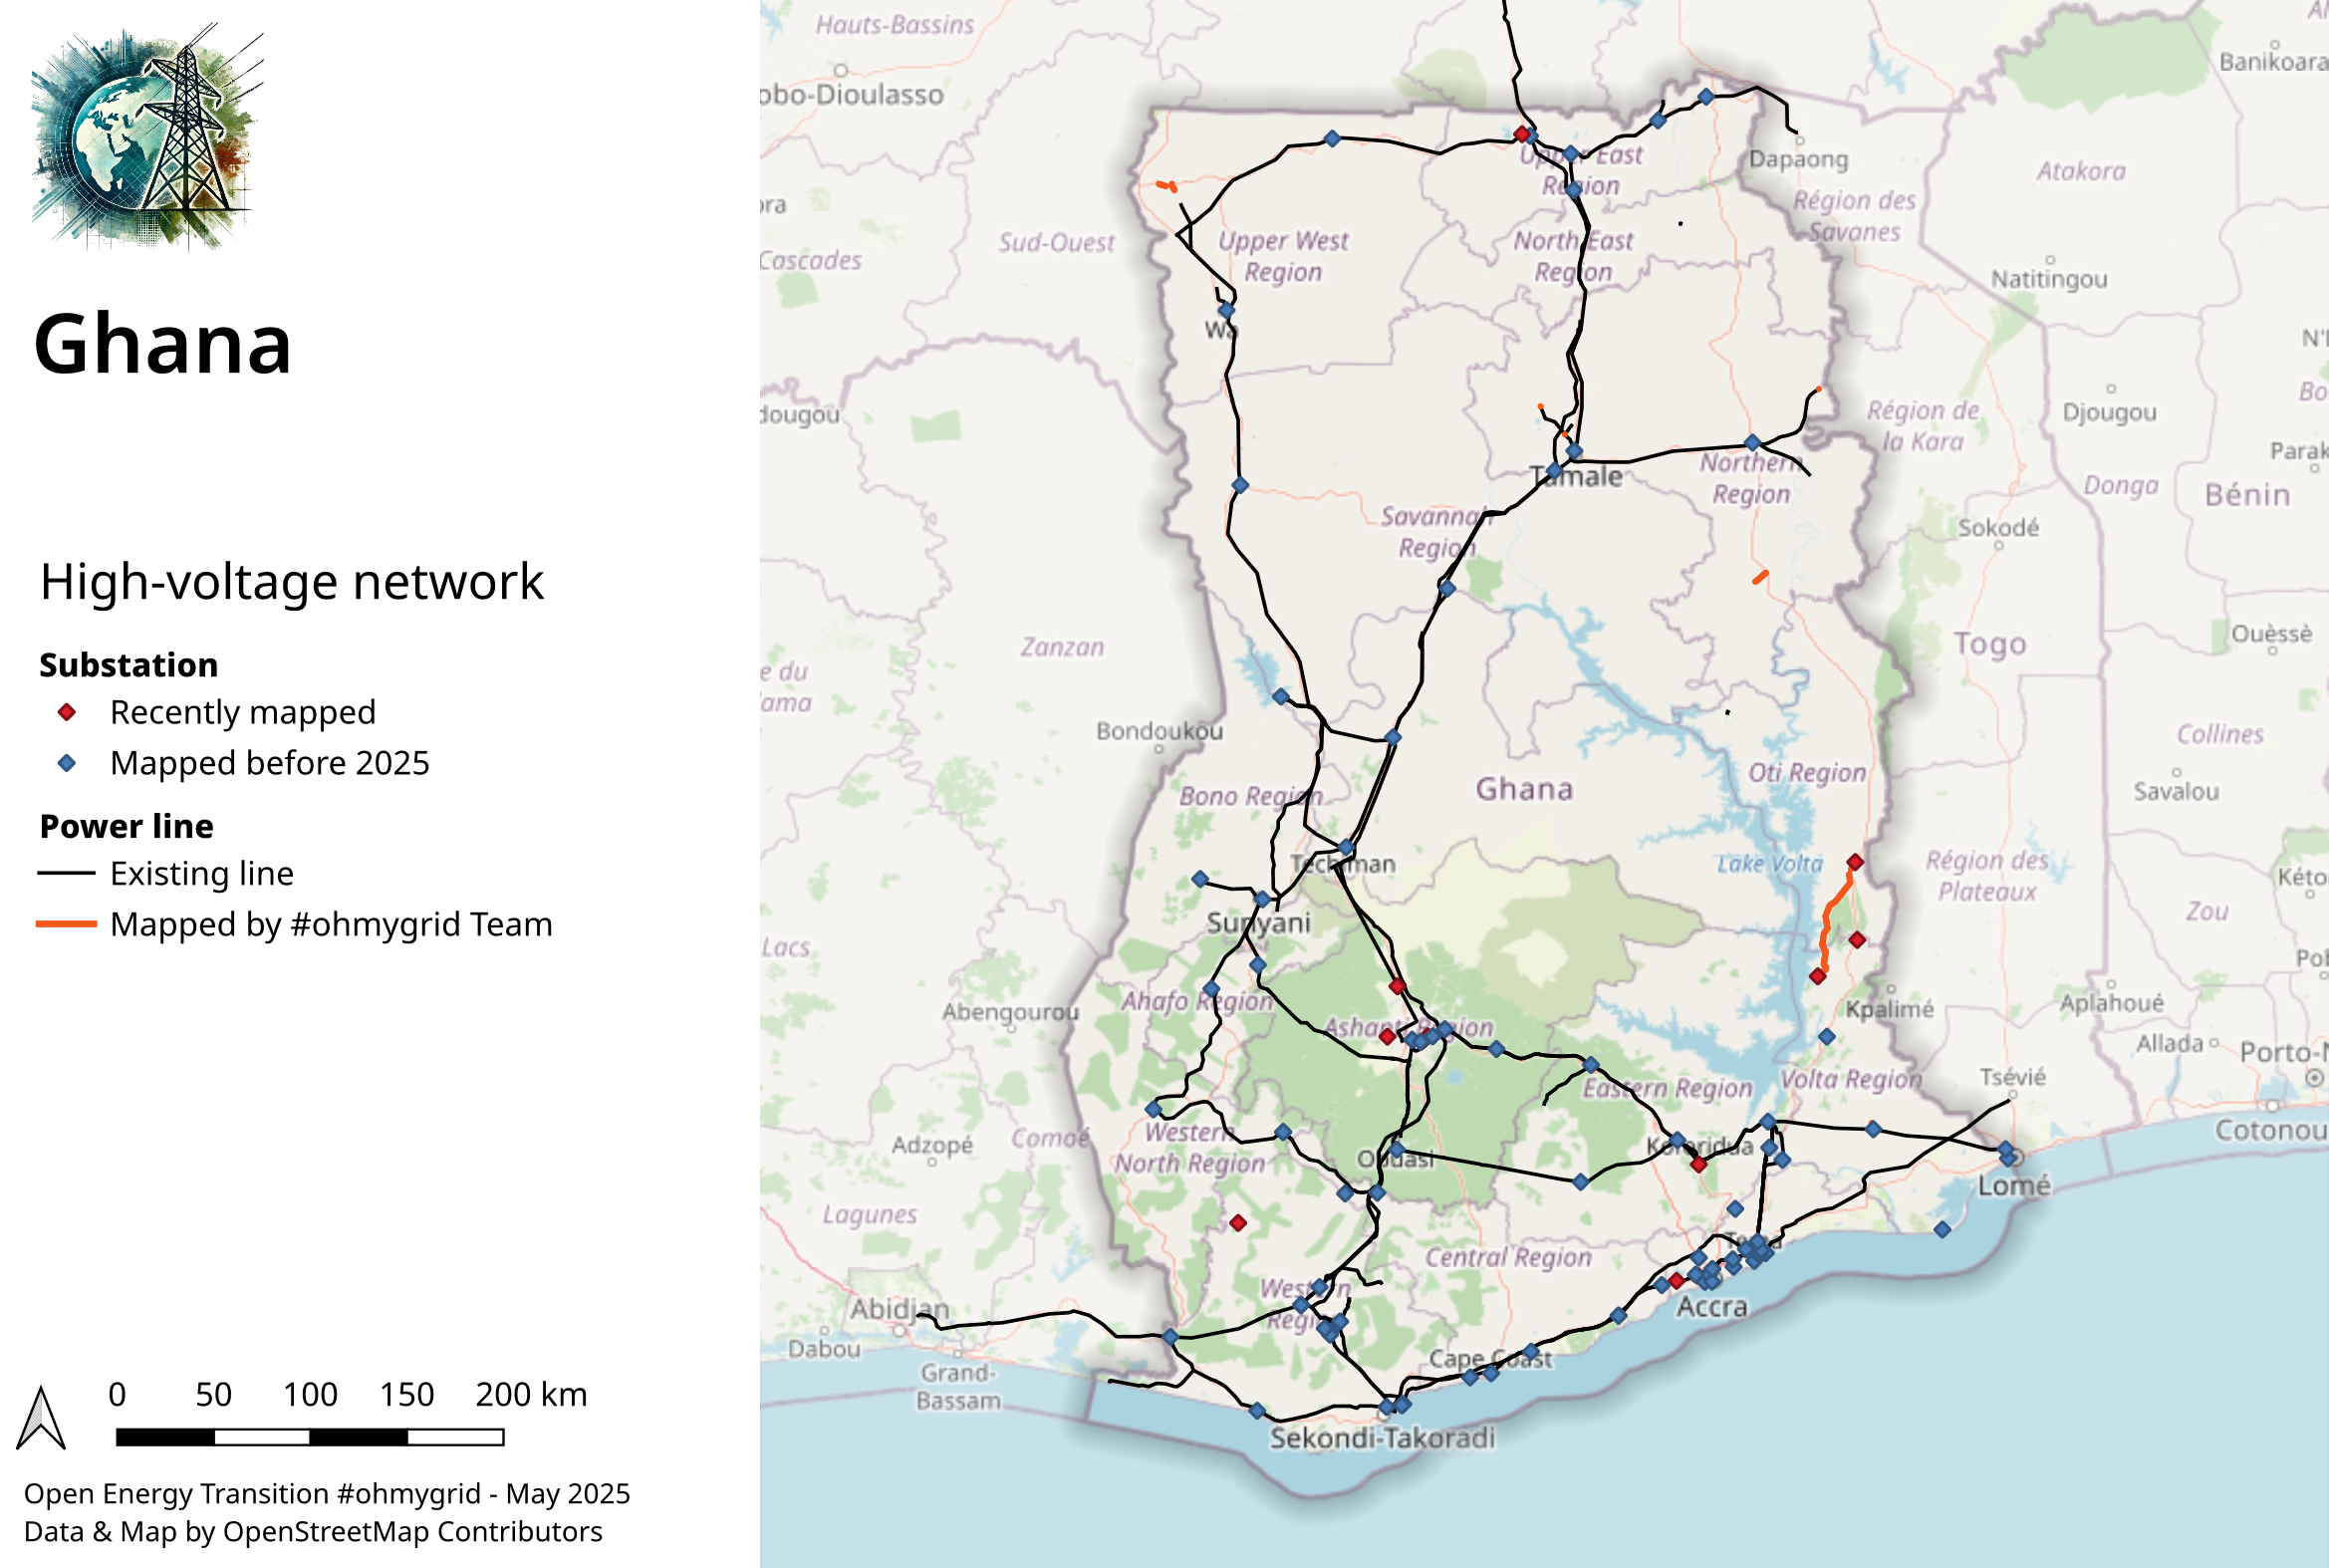 Ghana
High-voltage network
Substation
Recently mapped
Mapped before 2025
Power line
Existing line
Mapped by #ohmygrid Team
0 50 100 150 200 km
Open Energy Transition #ohmygrid - May 2025
Data & Map by OpenStreetMap Contributors
Hauts-Bassins
obo-Dioulasso
Banikoara
Dapaong
Atakora
Upper East
Region
Région des
Savanes
Sud-Ouest
Cascades
Upper West
Region
North East
Region
Natitingou
Wa
dougou
Djougou
Région de
la Kara
Parak
Tamale
Northern
Region
Donga
Bénin
Savannah
Region
Sokodé
Zanzan
Togo
Ouèssè
e du
ama
Bondoukou
Collines
Oti Region
Ghana
Savalou
Bono Region
Techiman
Lake Volta
Région des
Plateaux
Kéto
Sunyani
Zou
Lacs
Ahafo Region
Abengourou
Kpalimé
Aplahoué
Ashanti Region
Allada
Porto-N
Eastern Region
Volta Region
Tsévié
Cotonou
Adzopé
Comoé
Western
North Region
Obuasi
Koforidua
Lomé
Lagunes
Central Region
Tema
Western
Region
Abidjan
Accra
Dabou
Grand-
Bassam
Cape Coast
Sekondi-Takoradi